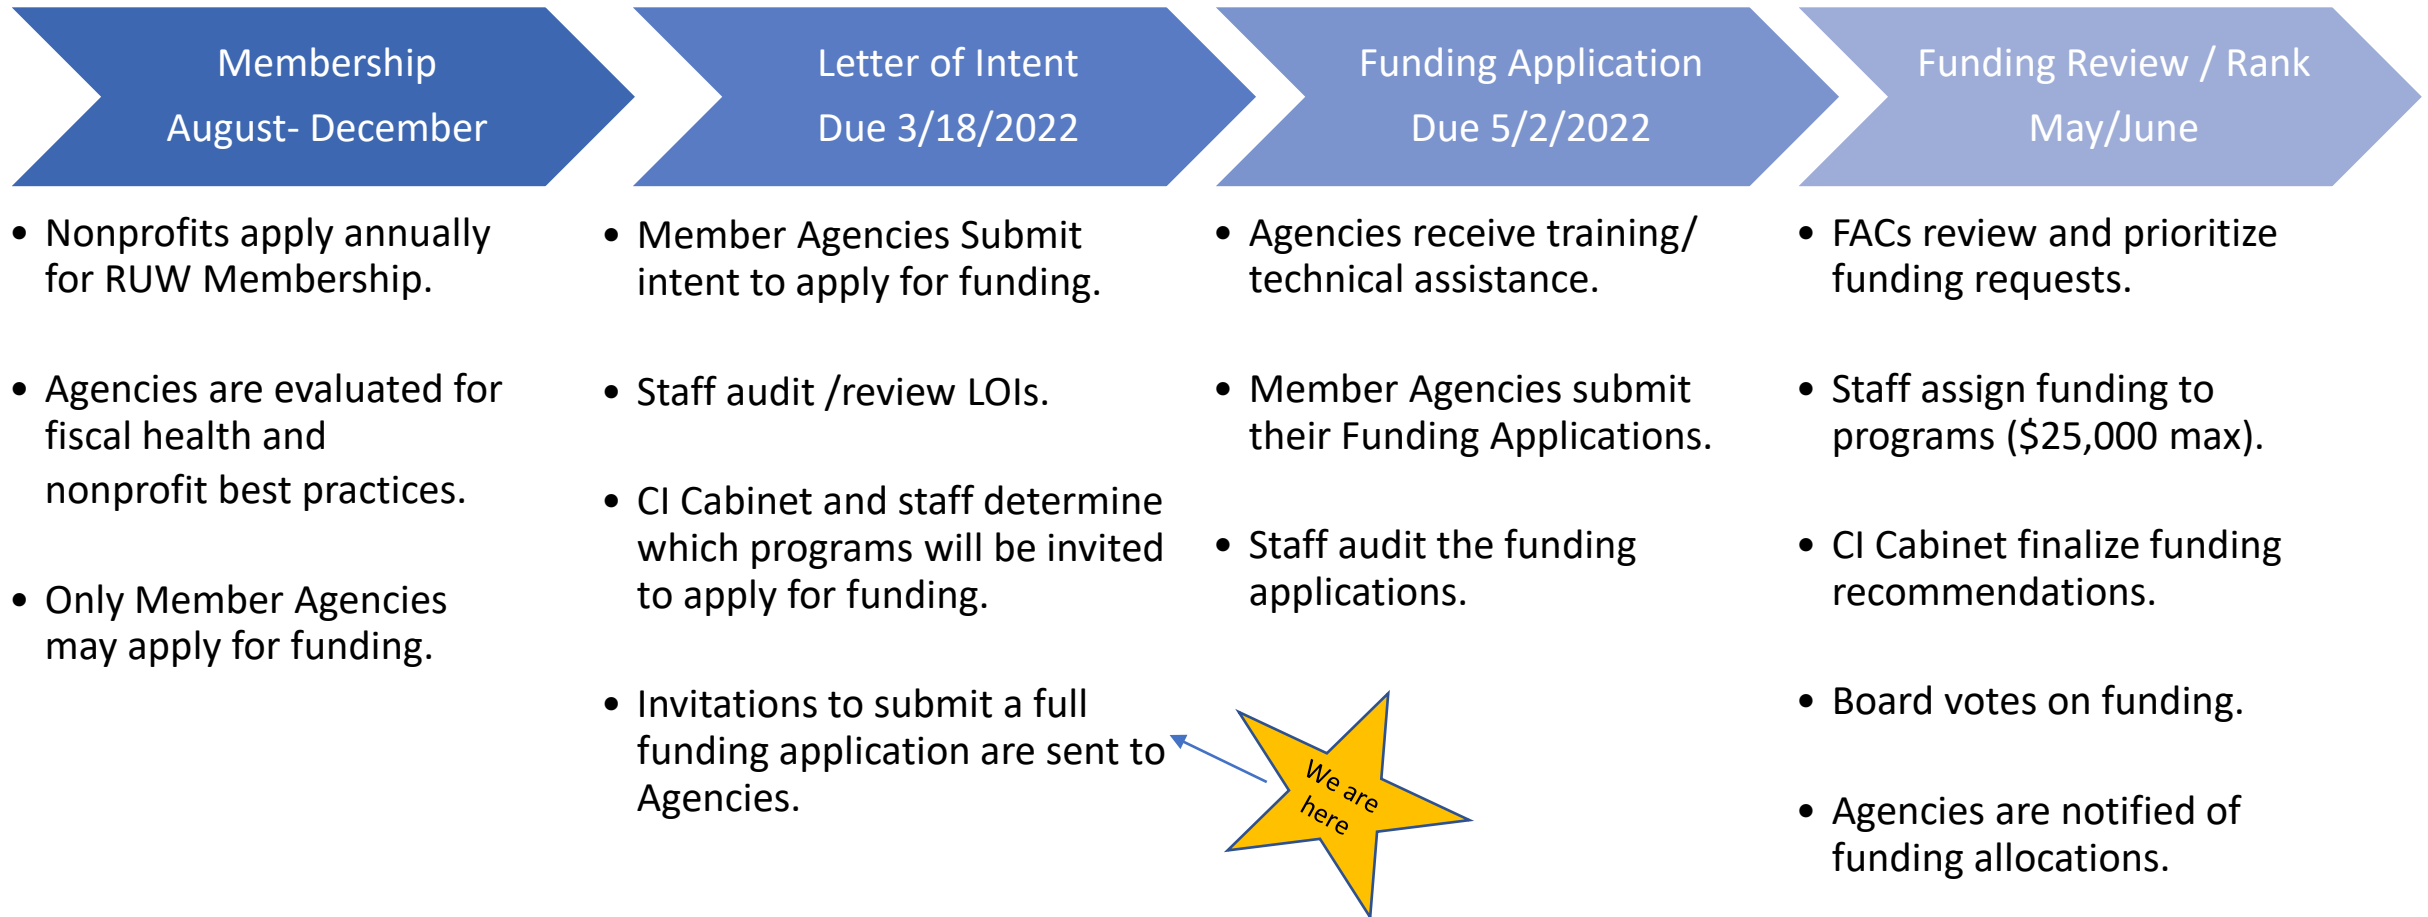 Membership
August- December
• Nonprofits apply annually
for RUW Membership.
• Agencies are evaluated for
fiscal health and
nonprofit best practices.
• Only Member Agencies
may apply for funding.
Letter of Intent
Due 3/18/2022
• Member Agencies Submit
intent to apply for funding.
• Staff audit /review LOIs.
• CI Cabinet and staff determine
which programs will be invited
to apply for funding.
• Invitations to submit a full
funding application are sent to
Agencies.
We are
here
Funding Application
Due 5/2/2022
• Agencies receive training/
technical assistance.
• Member Agencies submit
their Funding Applications.
• Staff audit the funding
applications.
Funding Review / Rank
May/June
• FACs review and prioritize
funding requests.
• Staff assign funding to
programs ($25,000 max).
• CI Cabinet finalize funding
recommendations.
• Board votes on funding.
• Agencies are notified of
funding allocations.